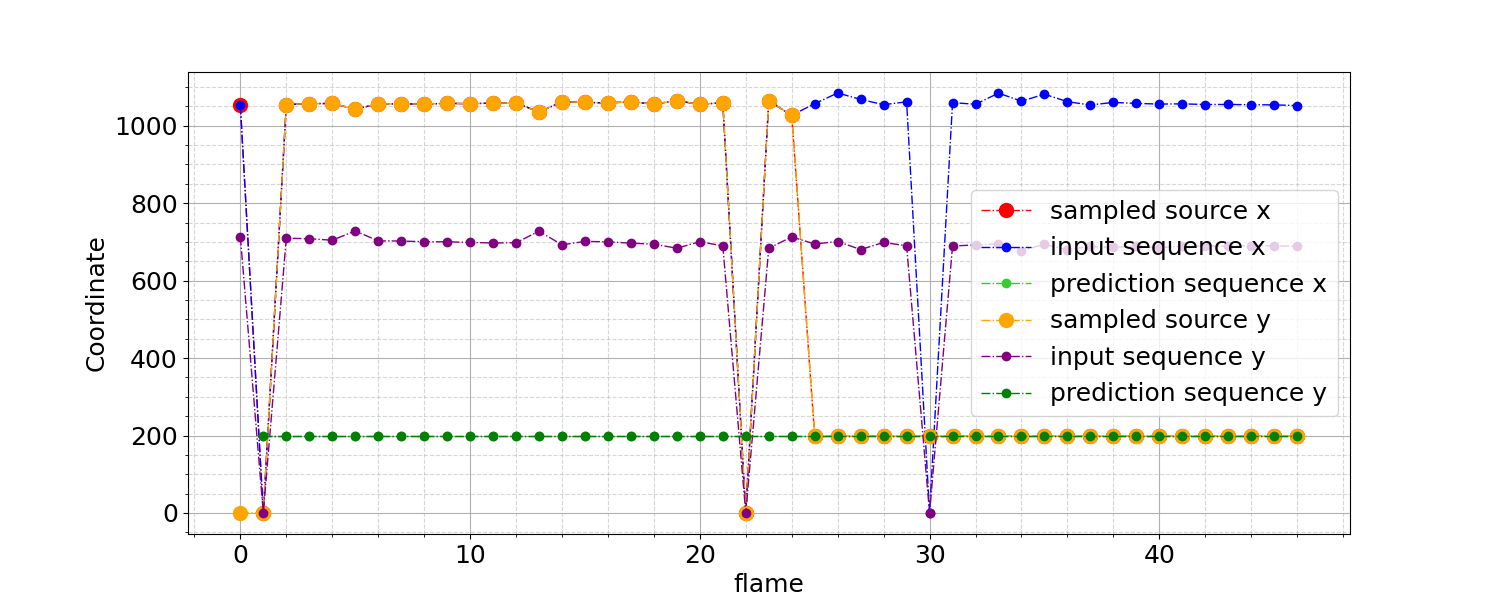 1000
800
600
400
200
0
Coordinate
sampled source x
input sequence x
prediction sequence x
sampled source y
input sequence y
prediction sequence y
0 10 20 30 40
flame